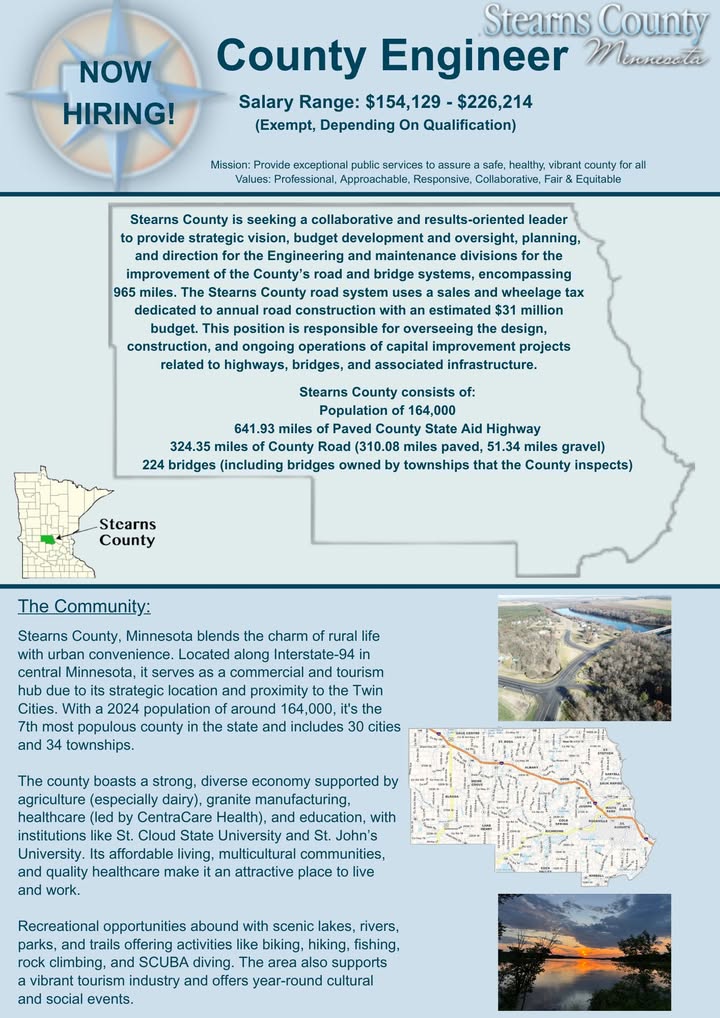 Stearns County
Minnesota
NOW
HIRING!
County Engineer
Salary Range: $154,129 - $226,214
(Exempt, Depending On Qualification)
Mission: Provide exceptional public services to assure a safe, healthy, vibrant county for all
Values: Professional, Approachable, Responsive, Collaborative, Fair & Equitable
Stearns County is seeking a collaborative and results-oriented leader
to provide strategic vision, budget development and oversight, planning,
and direction for the Engineering and maintenance divisions for the
improvement of the County's road and bridge systems, encompassing
965 miles. The Stearns County road system uses a sales and wheelage tax
dedicated to annual road construction with an estimated $31 million
budget. This position is responsible for overseeing the design,
construction, and ongoing operations of capital improvement projects
related to highways, bridges, and associated infrastructure.
Stearns County consists of:
Population of 164,000
641.93 miles of Paved County State Aid Highway
324.35 miles of County Road (310.08 miles paved, 51.34 miles gravel)
224 bridges (including bridges owned by townships that the County inspects)
Stearns
County
The Community:
Stearns County, Minnesota blends the charm of rural life
with urban convenience. Located along Interstate-94 in
central Minnesota, it serves as a commercial and tourism
hub due to its strategic location and proximity to the Twin
Cities. With a 2024 population of around 164,000, it's the
7th most populous county in the state and includes 30 cities
and 34 townships.
The county boasts a strong, diverse economy supported by
agriculture (especially dairy), granite manufacturing,
healthcare (led by CentraCare Health), and education, with
institutions like St. Cloud State University and St. John's
University. Its affordable living, multicultural communities,
and quality healthcare make it an attractive place to live
and work.
Recreational opportunities abound with scenic lakes, rivers,
parks, and trails offering activities like biking, hiking, fishing,
rock climbing, and SCUBA diving. The area also supports
a vibrant tourism industry and offers year-round cultural
and social events.